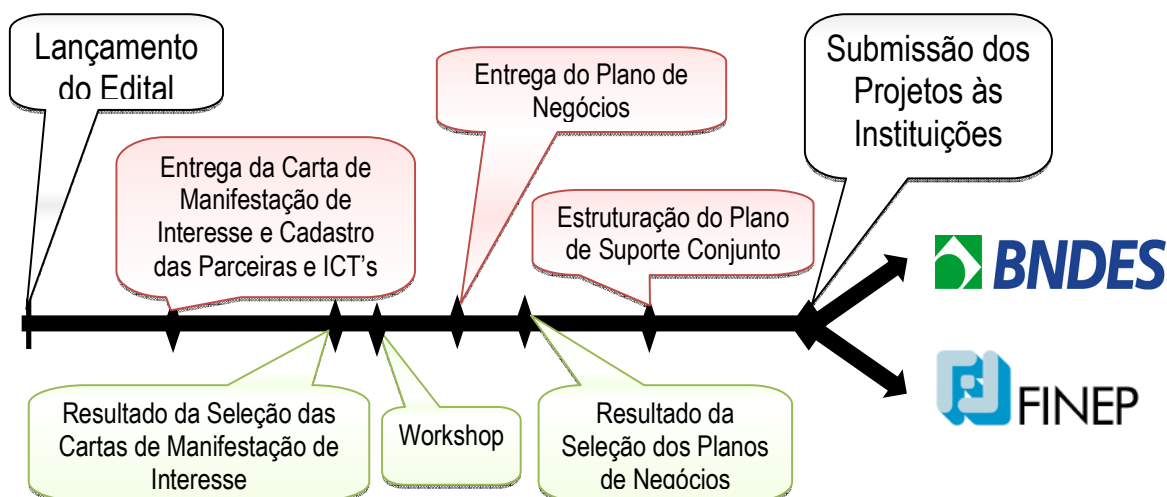 Lançamento
do Edital
Entrega da Carta de
Manifestação de
Interesse e Cadastro
das Parceiras e ICT's
Entrega do Plano de
Negócios
Estruturação do Plano
de Suporte Conjunto
Submissão dos
Projetos às
Instituições
BNDES
FINEP
Resultado da Seleção das
Cartas de Manifestação de
Interesse
Workshop
Resultado da
Seleção dos Planos
de Negócios